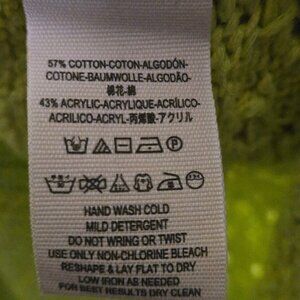 57% COTTON-COTON-ALGODÓN-
COTONE-BAUMWOLLE-ALGODÃO-
棉花-綿
43% ACRYLIC-ACRYLIQUE-ACRÍLICO-
ACRILICO-ACRYL-丙烯酸-アクリル
HAND WASH COLD
MILD DETERGENT
DO NOT WRING OR TWIST
USE ONLY NON-CHLORINE BLEACH
RESHAPE & LAY FLAT TO DRY
LOW IRON AS NEEDED
FOR BEST RESULTS DRY CLEAN